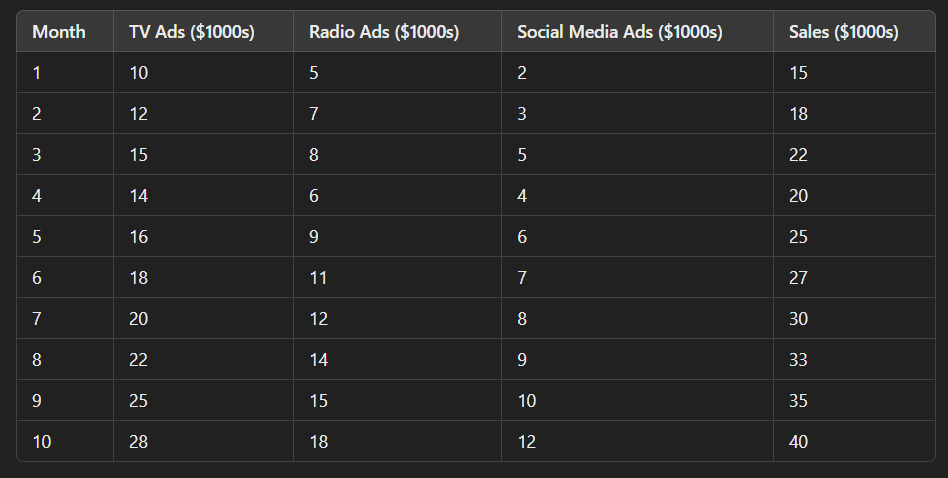 Month TV Ads ($1000s) Radio Ads ($1000s) Social Media Ads ($1000s) Sales ($1000s)
1 10 5 2 15
2 12 7 3 18
3 15 8 5 22
4 14 6 4 20
5 16 9 6 25
6 18 11 7 27
7 20 12 8 30
8 22 14 9 33
9 25 15 10 35
10 28 18 12 40